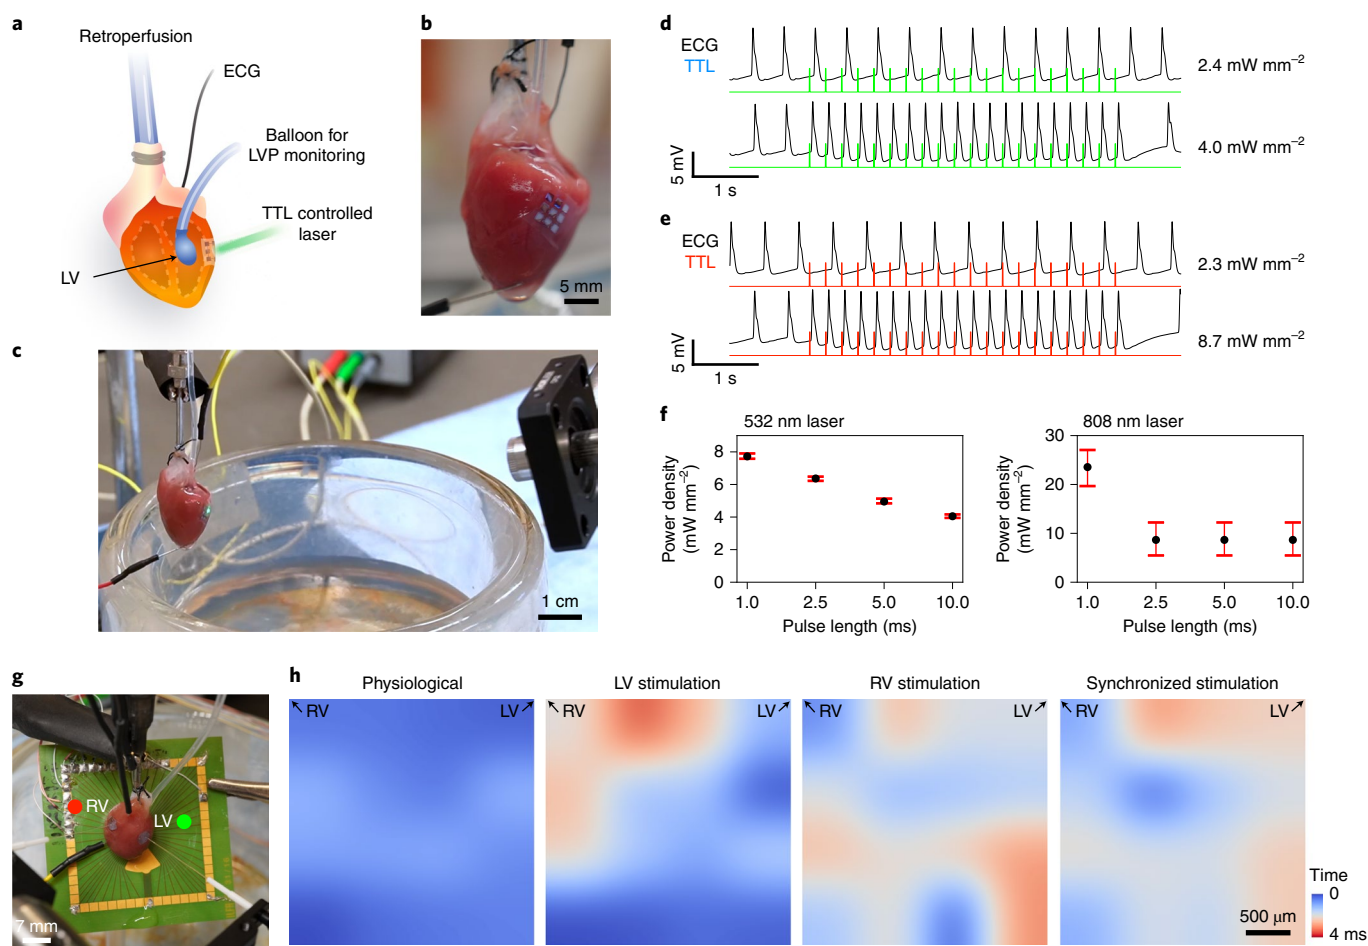 a
Retroperfusion
ECG
Balloon for
LVP monitoring
TTL controlled
laser
LV
b
5 mm
c
1 cm
d
ECG
TTL
2.4 mW mm⁻²
4.0 mW mm⁻²
5 mV
1 s
e
ECG
TTL
2.3 mW mm⁻²
8.7 mW mm⁻²
5 mV
1 s
f
532 nm laser
Power density
(mW mm⁻²)
8
6
4
2
0
1.0 2.5 5.0 10.0
Pulse length (ms)
808 nm laser
Power density
(mW mm⁻²)
30
20
10
0
1.0 2.5 5.0 10.0
Pulse length (ms)
g
RV
LV
7 mm
h
Physiological
RV LV
LV stimulation
RV LV
RV stimulation
RV LV
Synchronized stimulation
RV LV
500 μm
Time
0
4 ms